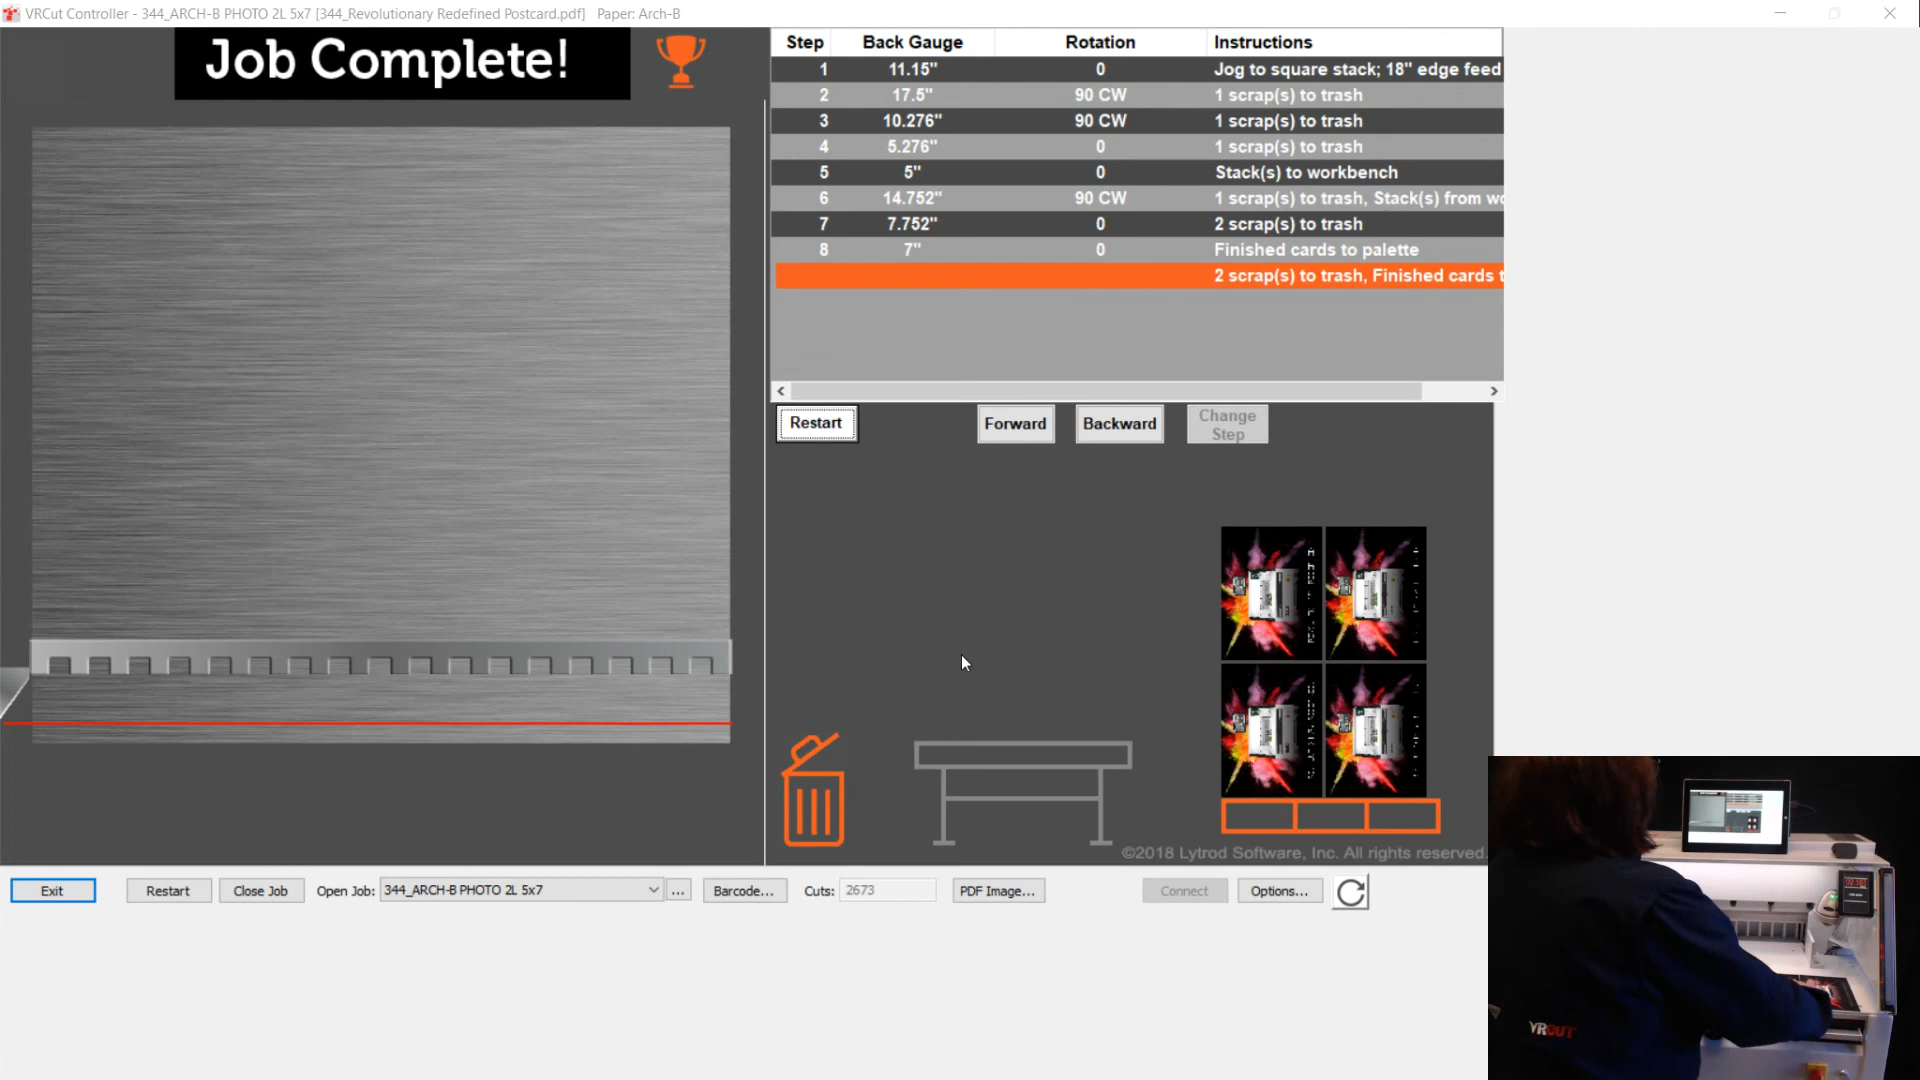 VRCut Controller - 344_ARCH-B PHOTO 2L 5x7 [344_Revolutionary Redefined Postcard.pdf] Paper: Arch-B
Job Complete!
Step Back Gauge Rotation Instructions
1 11.15" 0 Jog to square stack; 18" edge feed
2 17.5" 90 CW 1 scrap(s) to trash
3 10.276" 90 CW 1 scrap(s) to trash
4 5.276" 0 1 scrap(s) to trash
5 5" 0 Stack(s) to workbench
6 14.752" 90 CW 1 scrap(s) to trash, Stack(s) from wo
7 7.752" 0 2 scrap(s) to trash
8 7" 0 Finished cards to palette
2 scrap(s) to trash, Finished cards t
Restart Forward Backward Change Step
©2018 Lytrod Software, Inc. All rights reserved.
Exit Restart Close Job Open Job: 344_ARCH-B PHOTO 2L 5x7 ... Barcode... Cuts: 2673 PDF Image... Connect Options...
VRCUT